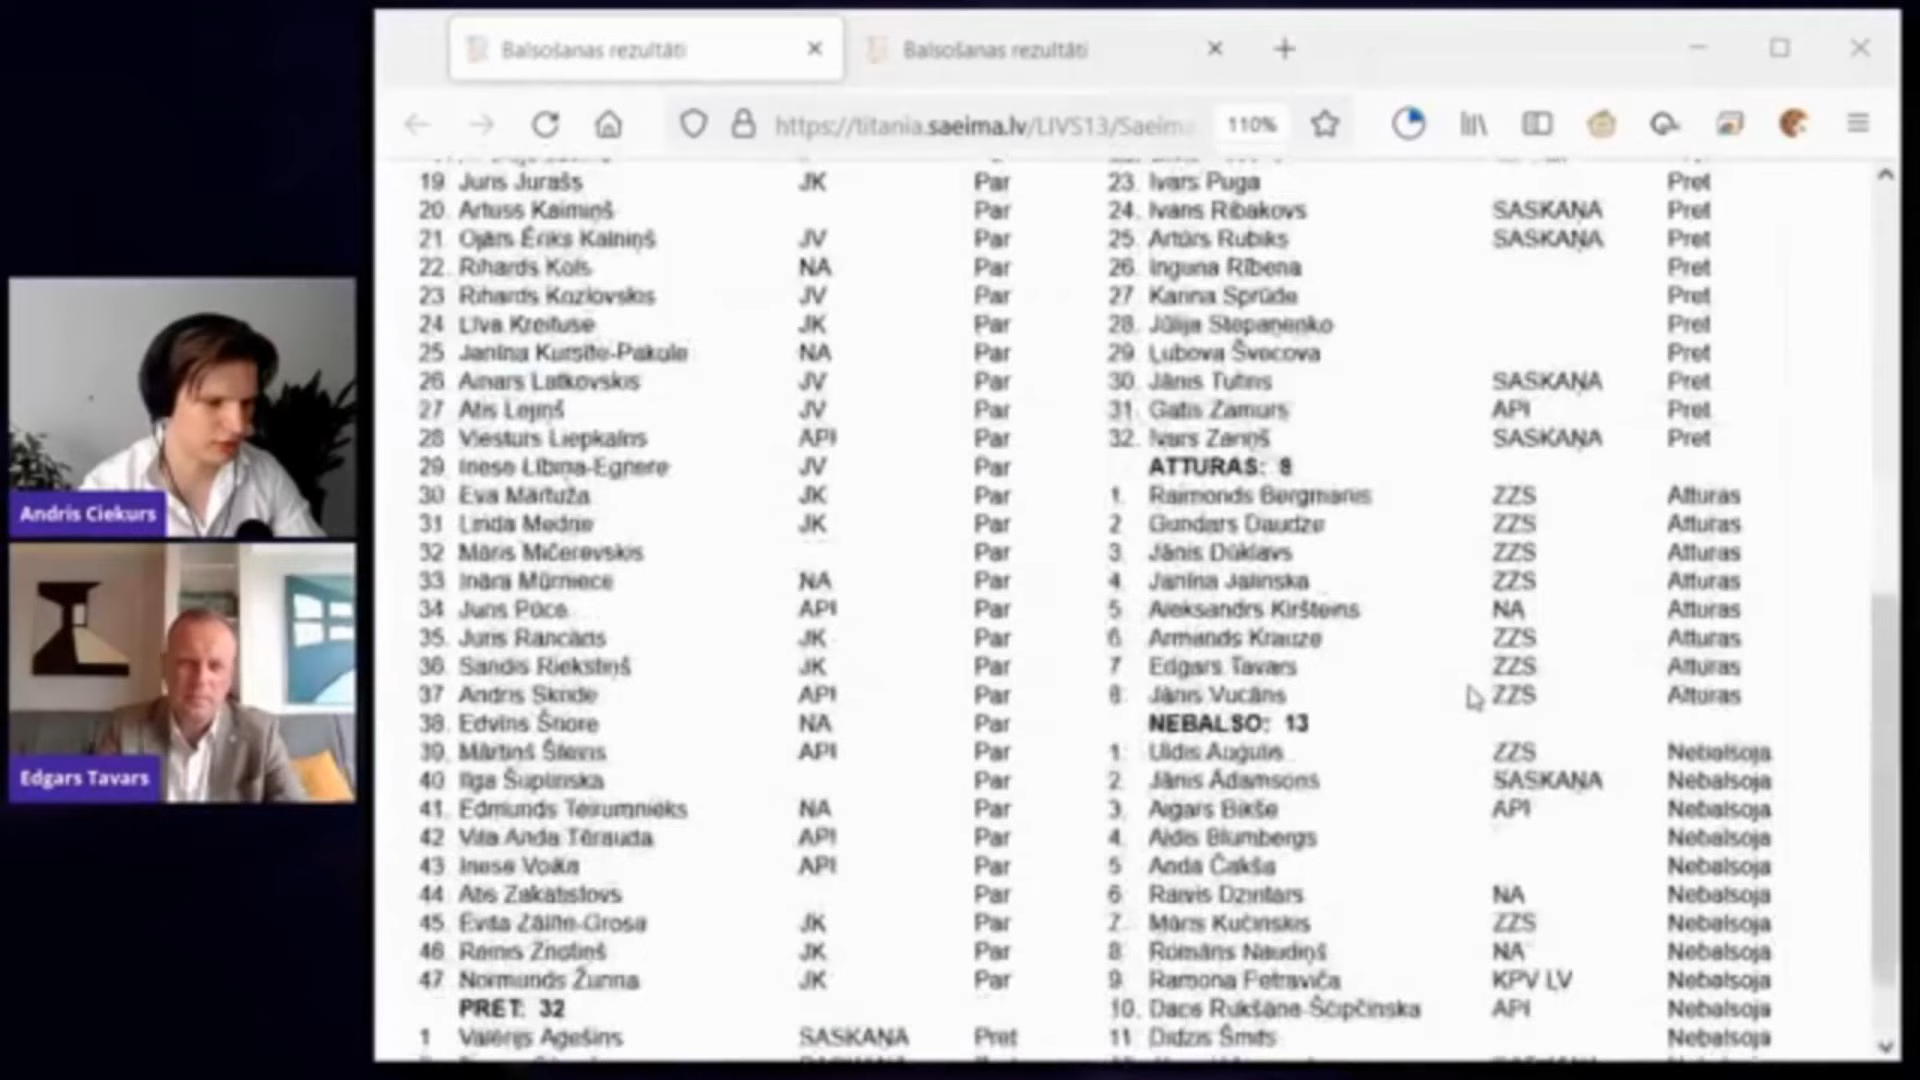 Balsošanas rezultāti
Balsošanas rezultāti
https://titania.saeima.lv/LIVS13/Saeima
110%
19 Juris Jurašs JK Par
20. Artuss Kaimiņš Par
21. Ojārs Ēriks Kalniņš JV Par
22. Rihards Kols NA Par
23 Rihards Kozlovskis JV Par
24 Līva Kreituse JK Par
25 Janīna Kursīte-Pakule NA Par
26 Ainars Latkovskis JV Par
27 Atis Lejiņš JV Par
28 Viesturs Liepkalns API Par
29. Inese Lībiņa-Egnere JV Par
30 Eva Mārtuža JK Par
31 Linda Medne JK Par
32 Māris Mičerevskis Par
33 Ināra Mūrniece NA Par
34 Juris Pūce API Par
35. Juris Rancāns JK Par
36. Sandis Riekstiņš JK Par
37 Andris Skride API Par
38. Edvīns Šnore NA Par
39. Mārtiņš Šteins API Par
40 Ilga Šuplinska Par
41. Edmunds Teirumnieks NA Par
42 Vita Anda Tērauda API Par
43 Inese Voika API Par
44 Atis Zakatistovs Par
45. Evita Zālīte-Grosa JK Par
46 Reinis Znotiņš JK Par
47 Normunds Žunna JK Par
PRET: 32
1 Valērijs Agešins SASKAŅA Pret
23. Ivars Puga Pret
24. Ivans Ribakovs SASKAŅA Pret
25. Artūrs Rubiks SASKAŅA Pret
26. Inguna Rībena Pret
27. Karina Sprūde Pret
28. Jūlija Stepaņenko Pret
29. Ļubova Švecova Pret
30. Jānis Tutins SASKAŅA Pret
31. Gatis Zamurs API Pret
32. Ivars Zariņš SASKAŅA Pret
ATTURAS: 8
1. Raimonds Bergmanis ZZS Atturas
2 Gundars Daudze ZZS Atturas
3. Jānis Dūklavs ZZS Atturas
4. Janīna Jalinska ZZS Atturas
5. Aleksandrs Kiršteins NA Atturas
6. Armands Krauze ZZS Atturas
7 Edgars Tavars ZZS Atturas
8. Jānis Vucāns ZZS Atturas
NEBALSO: 13
1. Uldis Augulis ZZS Nebalsoja
2. Jānis Ādamsons SASKAŅA Nebalsoja
3. Aigars Bikše API Nebalsoja
4. Aldis Blumbergs Nebalsoja
5 Anda Čakša Nebalsoja
6 Raivis Dzintars NA Nebalsoja
7. Māris Kučinskis ZZS Nebalsoja
8 Romāns Naudiņš NA Nebalsoja
9. Ramona Petraviča KPV LV Nebalsoja
10. Dace Rukšāne-Ščipčinska API Nebalsoja
11 Didzis Šmits Nebalsoja
Andris Ciekurs
Edgars Tavars